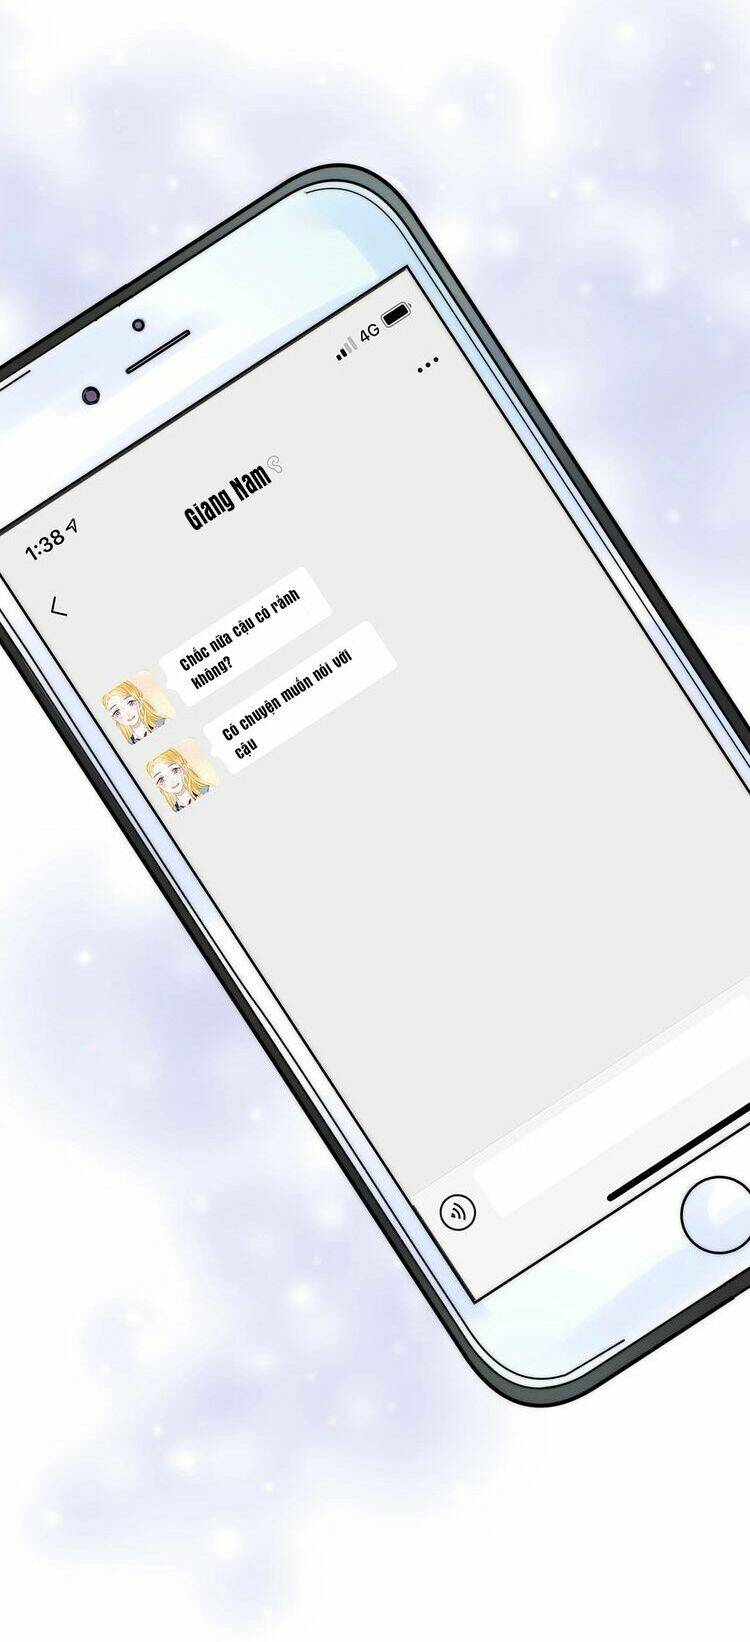 4G
1:38
Giang Nam
Chốc nữa cậu có rảnh
không?
Có chuyện muốn nói với
cậu